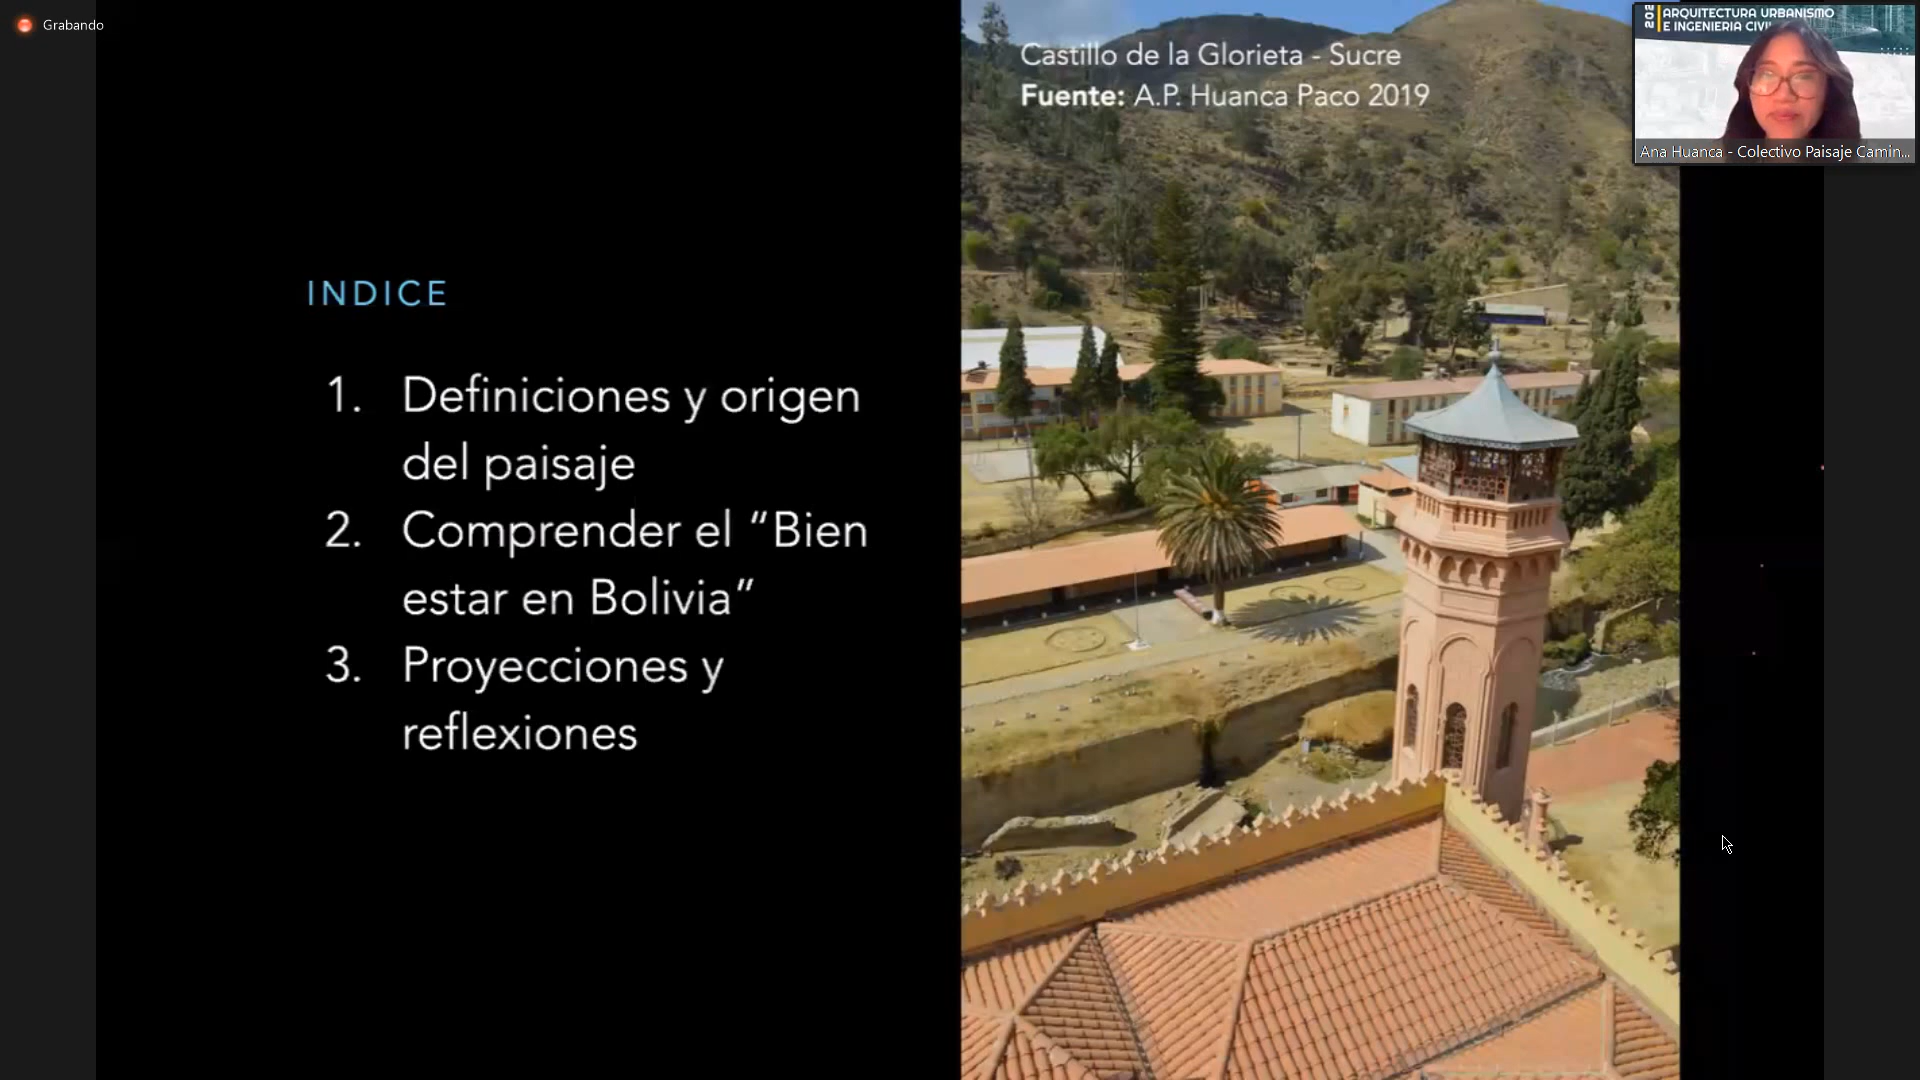 Grabando
Castillo de la Glorieta - Sucre
Fuente: A.P. Huanca Paco 2019
ARQUITECTURA URBANISMO
E INGENIERIA CIVI
Ana Huanca - Colectivo Paisaje Camin...
INDICE
1. Definiciones y origen
del paisaje
2. Comprender el “Bien
estar en Bolivia”
3. Proyecciones y
reflexiones